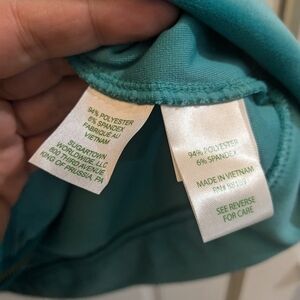 94% POLYESTER
6% SPANDEX
FABRIQUÉ AU
VIETNAM
SUGARTOWN
WORLDWIDE, LLC
800 THIRD AVENUE
KING OF PRUSSIA, PA
94% POLYESTER
6% SPANDEX
MADE IN VIETNAM
RN#
SEE REVERSE
FOR CARE